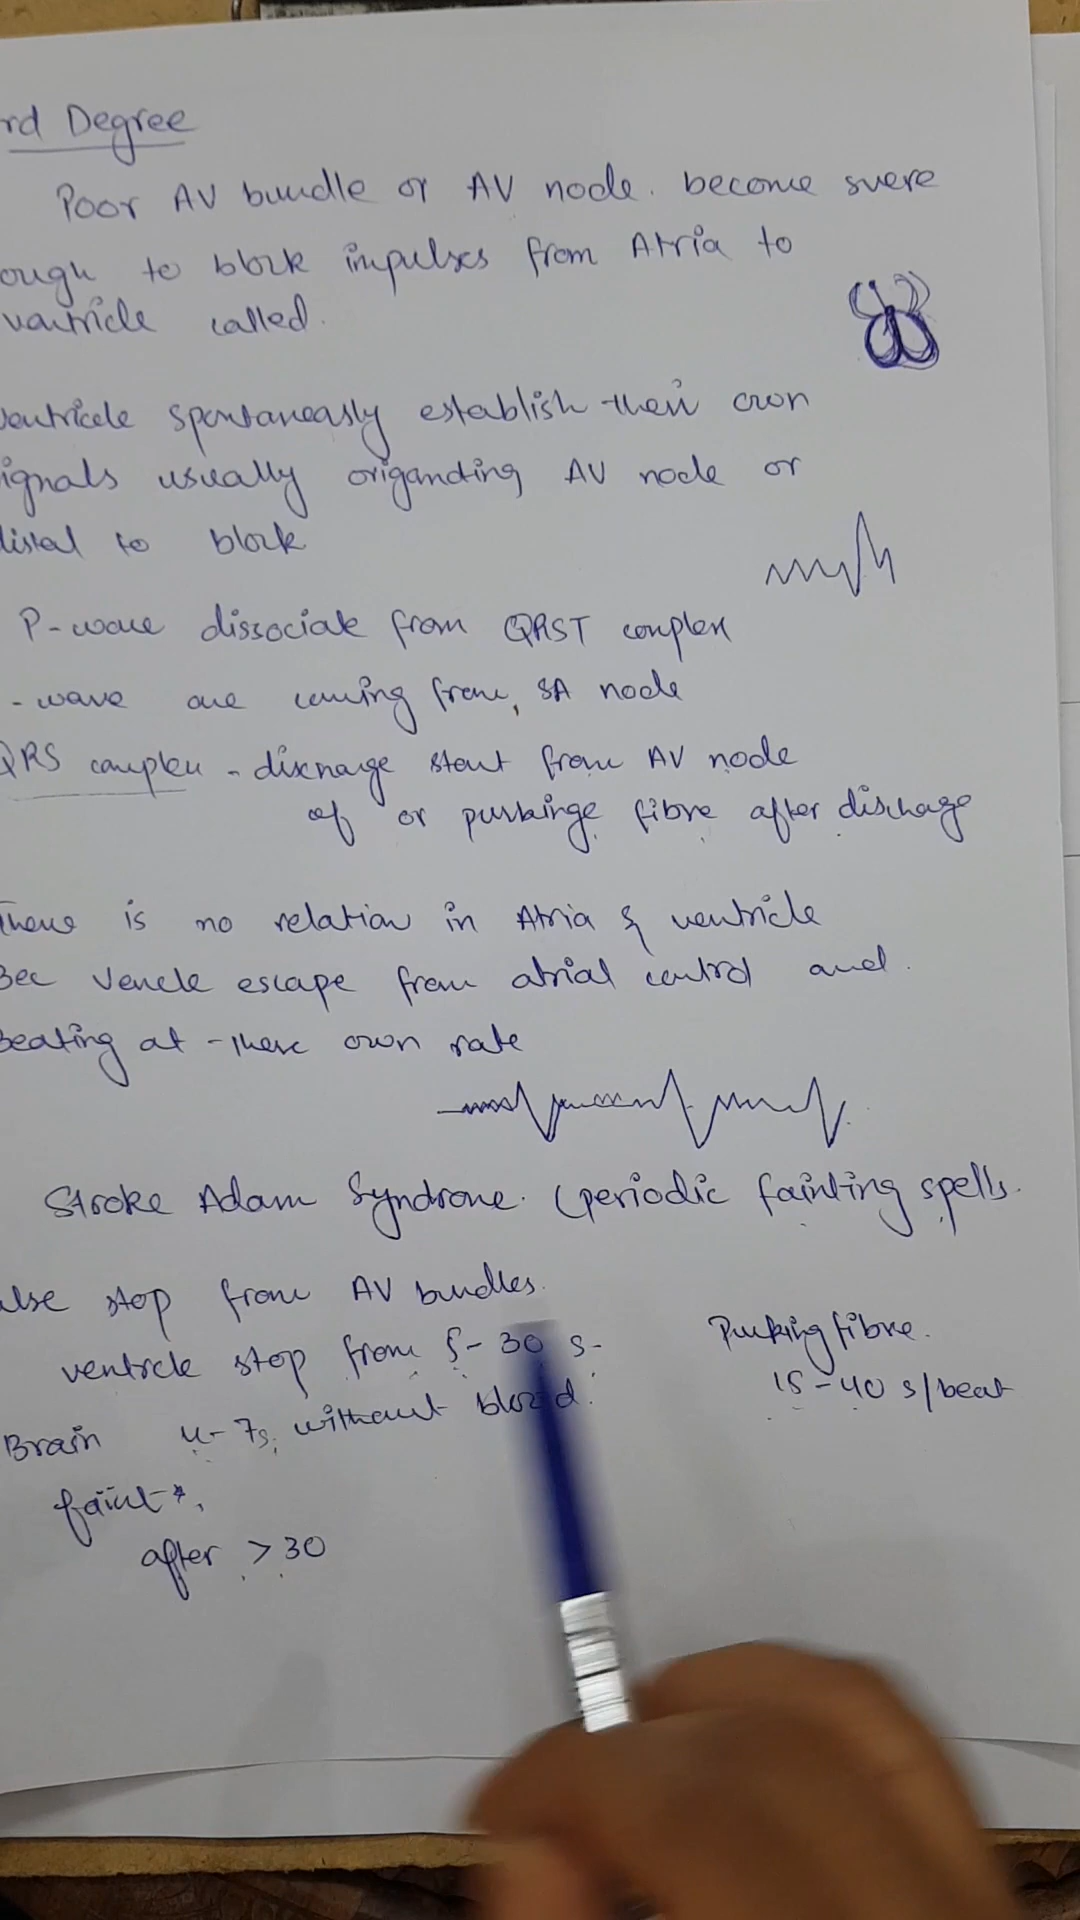 rd Degree
Poor AV bundle or AV node. become svere
ough to block impulses from Atria to
ventricle called.
ventricle spontaneasly establish their own
ignals usually origanding AV node or
distal to block
P-wave dissociate from QRST complex
-wave are coming from, SA node
QRS complex - discharge start from AV node
of or purkinge fibre after dischage
There is no relation in Atria & ventricle
Bec Vencle escape from atrial control and.
Beating at there own rate
Stroke Adam Syndrone. (periodic fainting spells.
ulse stop from AV bundles.
ventricle stop from 5-30 s-
Purking fibre.
15-40 s/beat
Brain 4-7s, without blood.
faint*,
after > 30